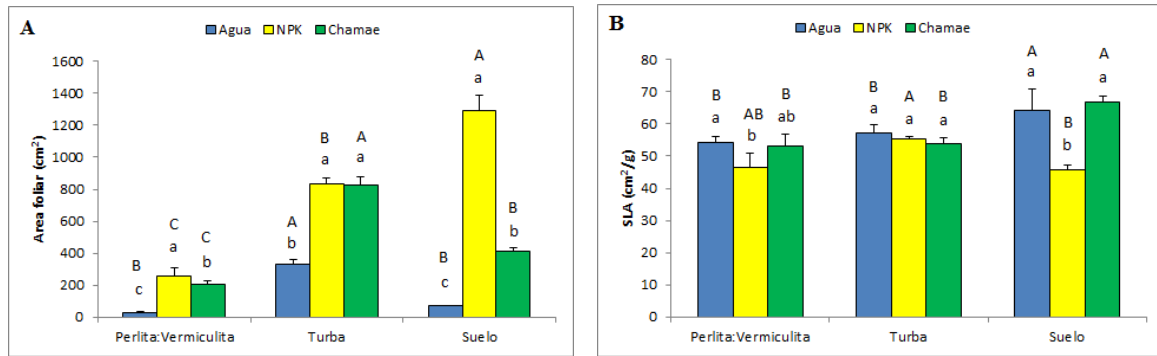 A
Agua NPK Chamae
Area foliar (cm²)
1600
1400
1200
1000
800
600
400
200
0
B
c
C
a
C
b
A
b
B
a
A
a
B
c
A
a
B
b
Perlita:Vermiculita Turba Suelo
B
Agua NPK Chamae
SLA (cm²/g)
80
70
60
50
40
30
20
10
0
B
a
AB
b
B
ab
B
a
A
a
B
a
A
a
B
b
A
a
Perlita:Vermiculita Turba Suelo